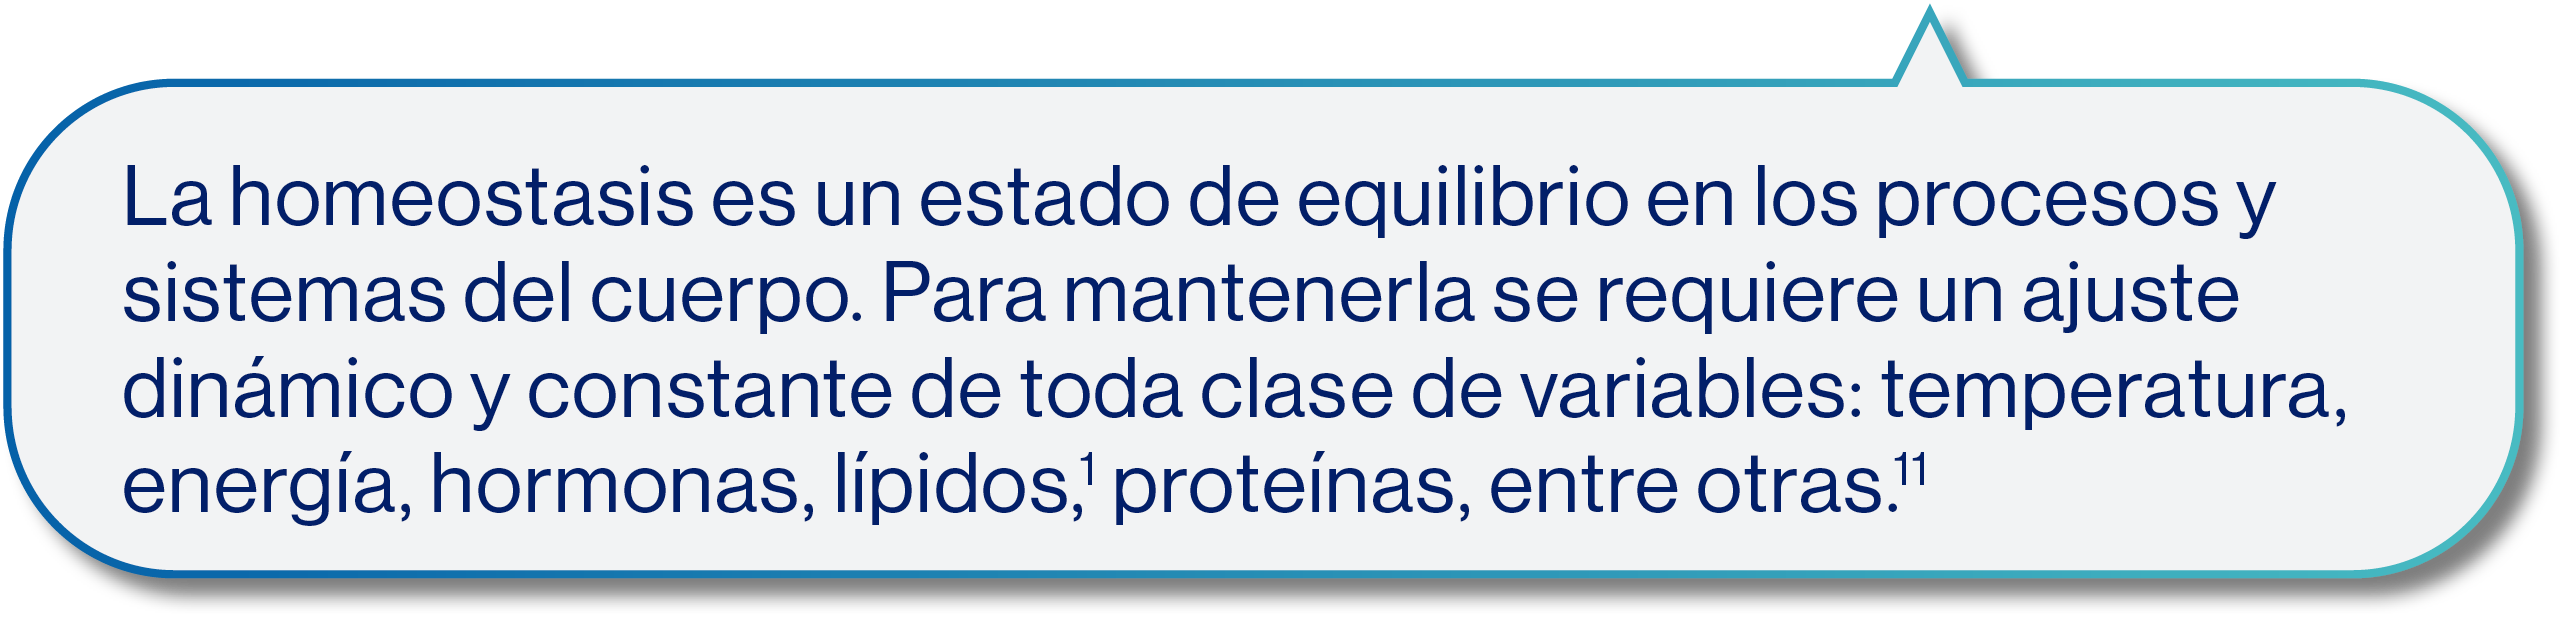 La homeostasis es un estado de equilibrio en los procesos y
sistemas del cuerpo. Para mantenerla se requiere un ajuste
dinámico y constante de toda clase de variables: temperatura,
energía, hormonas, lípidos,¹ proteínas, entre otras.¹¹